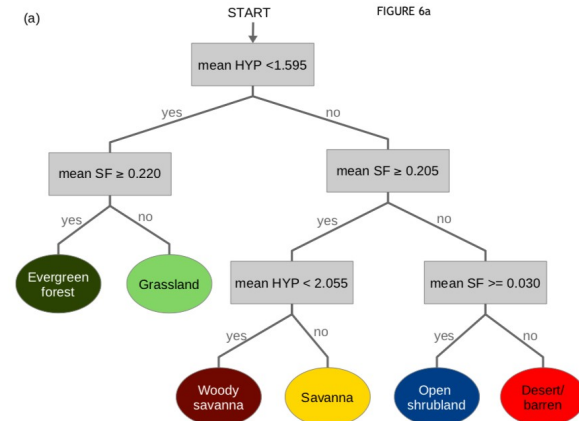 (a)
START
FIGURE 6a
mean HYP <1.595
yes
no
mean SF ≥ 0.220
mean SF ≥ 0.205
yes
no
yes
no
Evergreen
forest
Grassland
mean HYP < 2.055
mean SF >= 0.030
yes
no
yes
no
Woody
savanna
Savanna
Open
shrubland
Desert/
barren